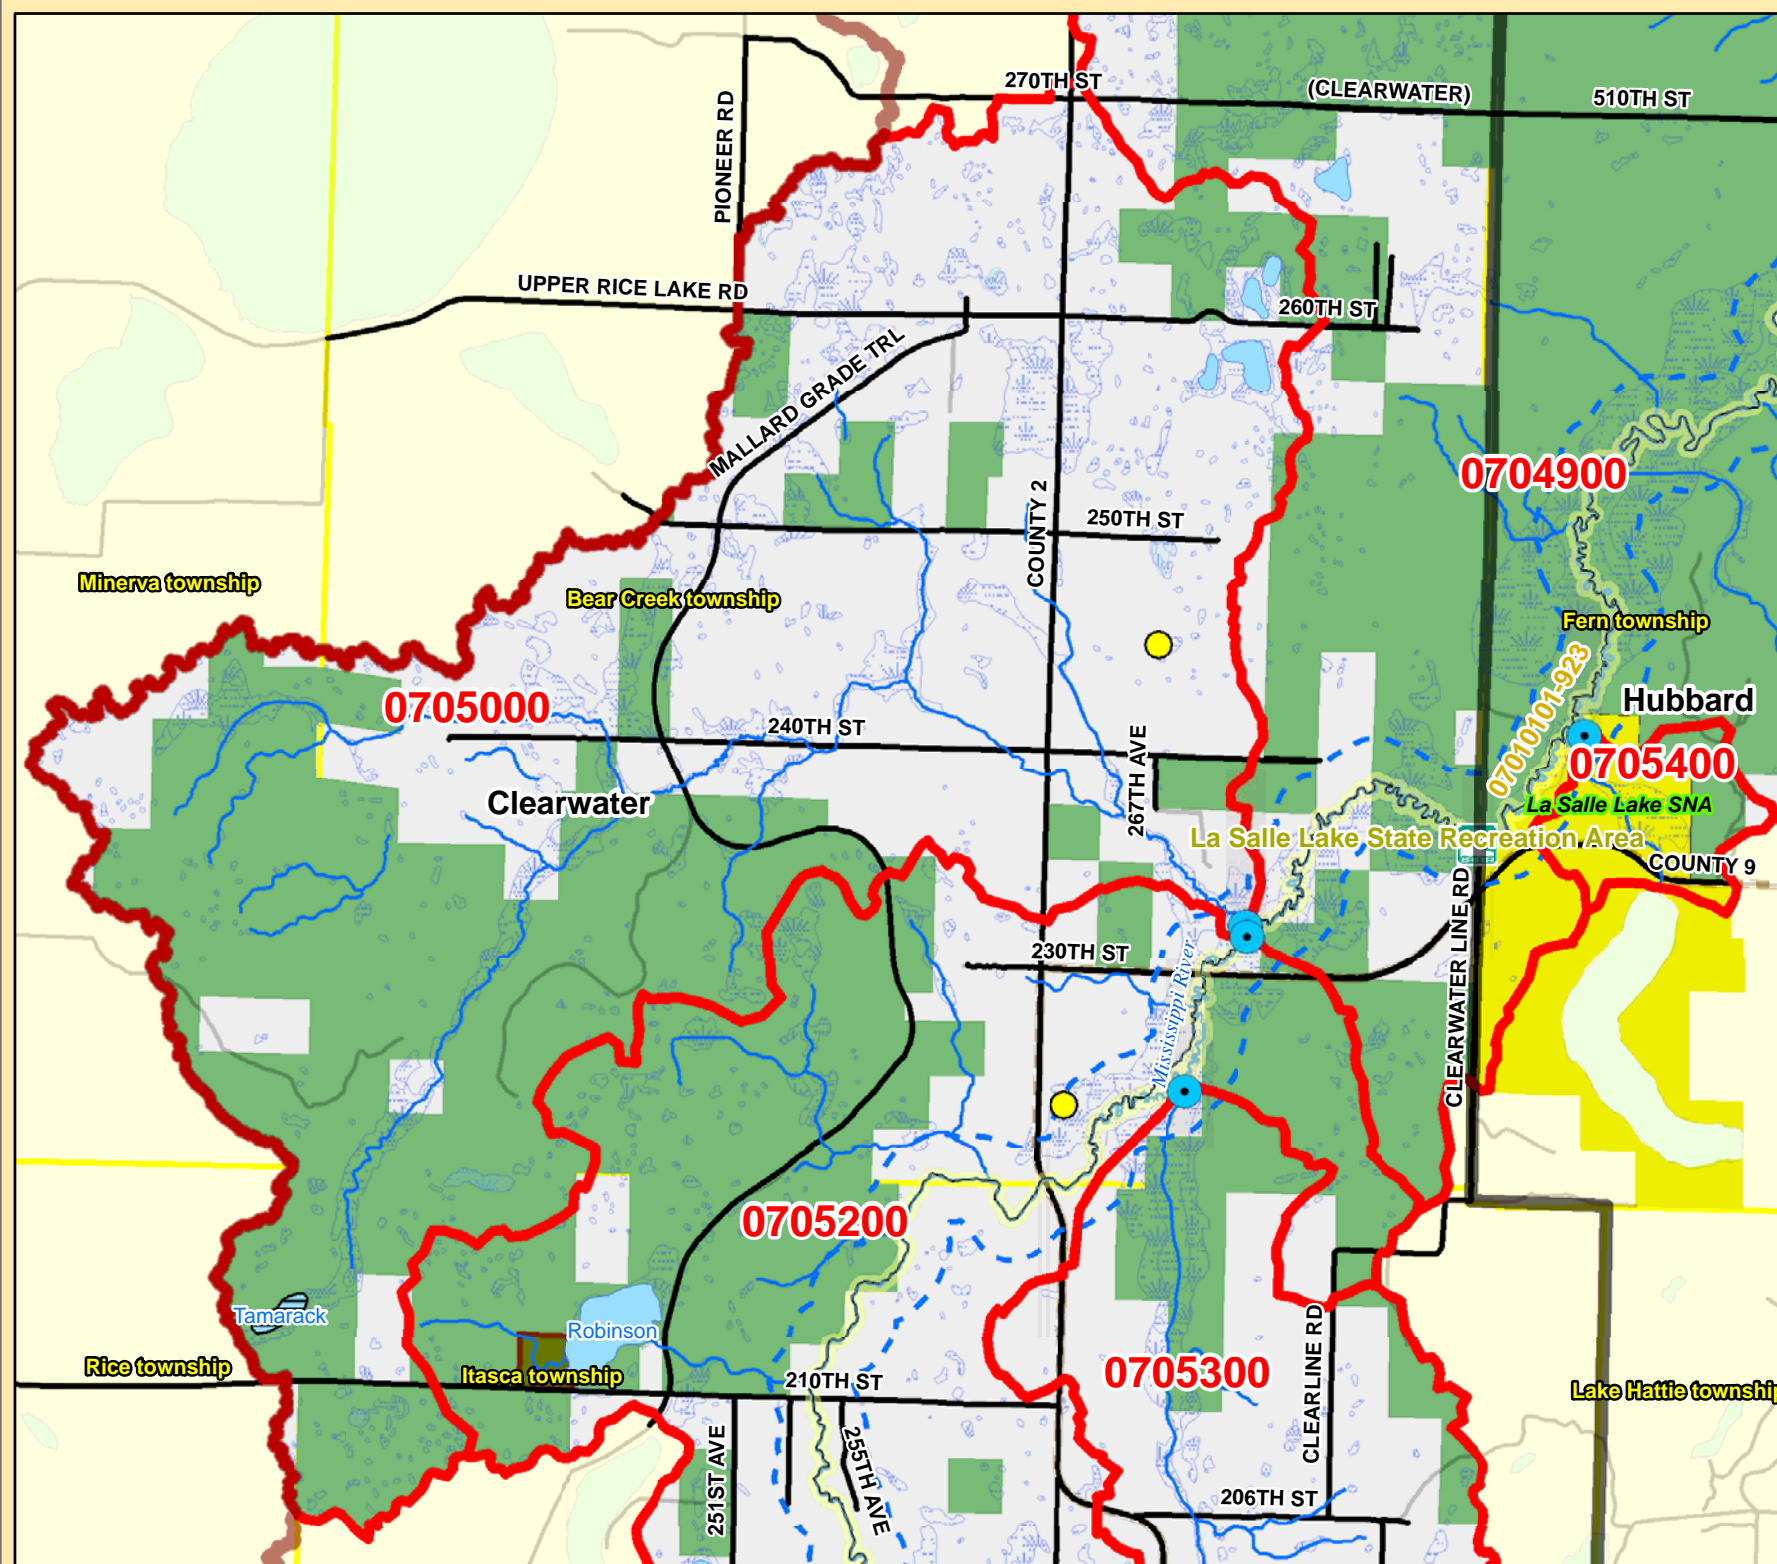 270TH ST
(CLEARWATER)
510TH ST
PIONEER RD
UPPER RICE LAKE RD
260TH ST
MALLARD GRADE TRL
0704900
COUNTY 2
250TH ST
Minerva township
Bear Creek township
Fern township
07010101-923
Hubbard
0705000
240TH ST
267TH AVE
0705400
Clearwater
La Salle Lake SNA
La Salle Lake State Recreation Area
COUNTY 9
CLEARWATER LINE RD
230TH ST
Mississippi River
0705200
Tamarack
Robinson
Rice township
Itasca township
210TH ST
0705300
CLEARLINE RD
Lake Hattie township
251ST AVE
255TH AVE
206TH ST